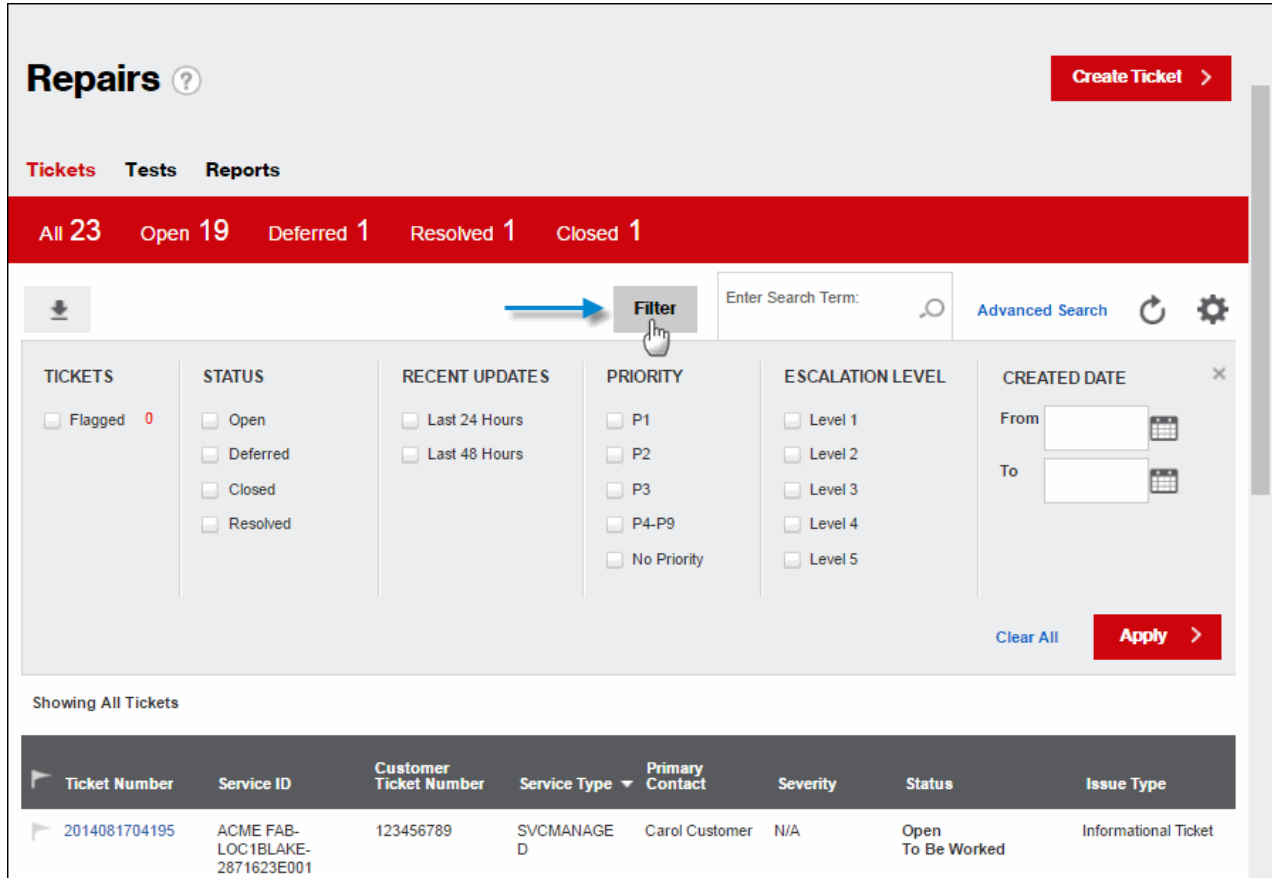 Repairs ?
Create Ticket >
Tickets Tests Reports
All 23 Open 19 Deferred 1 Resolved 1 Closed 1
Filter
Enter Search Term:
Advanced Search
TICKETS
Flagged 0
STATUS
Open
Deferred
Closed
Resolved
RECENT UPDATES
Last 24 Hours
Last 48 Hours
PRIORITY
P1
P2
P3
P4-P9
No Priority
ESCALATION LEVEL
Level 1
Level 2
Level 3
Level 4
Level 5
CREATED DATE
From
To
Clear All
Apply >
Showing All Tickets
Ticket Number
Service ID
Customer
Ticket Number
Service Type
Primary
Contact
Severity
Status
Issue Type
2014081704195
ACME FAB-
LOC1BLAKE-
2871623E001
123456789
SVCMANAGE
D
Carol Customer
N/A
Open
To Be Worked
Informational Ticket